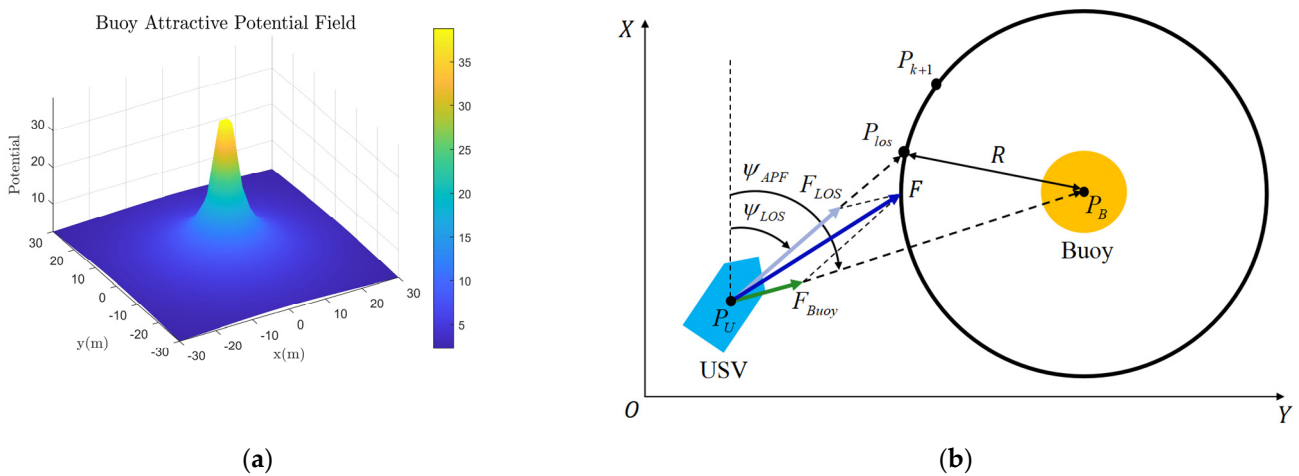 Buoy Attractive Potential Field
Potential
30
20
10
30
20
10
0
-10
-20
-30
y(m)
-30
-20
-10
0
10
20
30
x(m)
35
30
25
20
15
10
5
(a)
X
P_{k+1}
P_{los}
R
ψ_{APF}
F_{LOS}
F
ψ_{LOS}
P_B
Buoy
F_{Buoy}
P_U
USV
O
Y
(b)